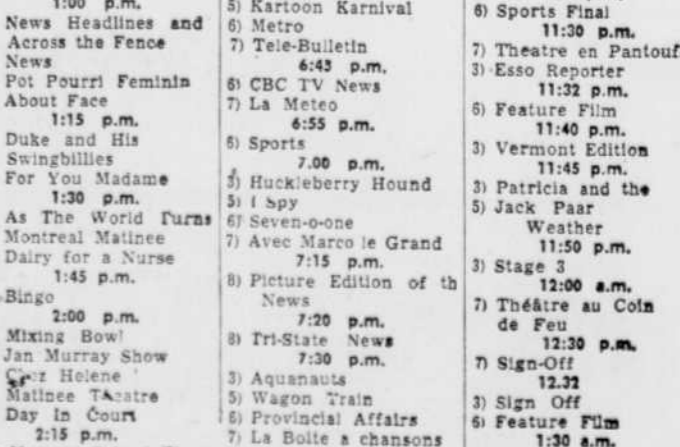 1:00 p.m.
News Headlines and
Across the Fence
News
Pot Pourri Feminin
About Face
1:15 p.m.
Duke and His
Swingbillies
For You Madame
1:30 p.m.
As The World Turns
Montreal Matinee
Dairy for a Nurse
1:45 p.m.
Bingo
2:00 p.m.
Mixing Bowl
Jan Murray Show
Chez Helene
Matinee Theatre
Day in Court
2:15 p.m.
5) Kartoon Karnival
6) Metro
7) Tele-Bulletin
6:45 p.m.
6) CBC TV News
7) La Meteo
6:55 p.m.
6) Sports
7.00 p.m.
3) Huckleberry Hound
5) I Spy
6) Seven-o-one
7) Avec Marco le Grand
7:15 p.m.
8) Picture Edition of th
News
7:20 p.m.
8) Tri-State News
7:30 p.m.
3) Aquanauts
5) Wagon Train
6) Provincial Affairs
7) La Boite a chansons
6) Sports Final
11:30 p.m.
7) Theatre en Pantouf
3) Esso Reporter
11:32 p.m.
6) Feature Film
11:40 p.m.
3) Vermont Edition
11:45 p.m.
3) Patricia and the
5) Jack Paar
Weather
11:50 p.m.
3) Stage 3
12:00 a.m.
7) Théâtre au Coin
de Feu
12:30 p.m.
7) Sign-Off
12.32
3) Sign Off
6) Feature Film
1:30 a.m.